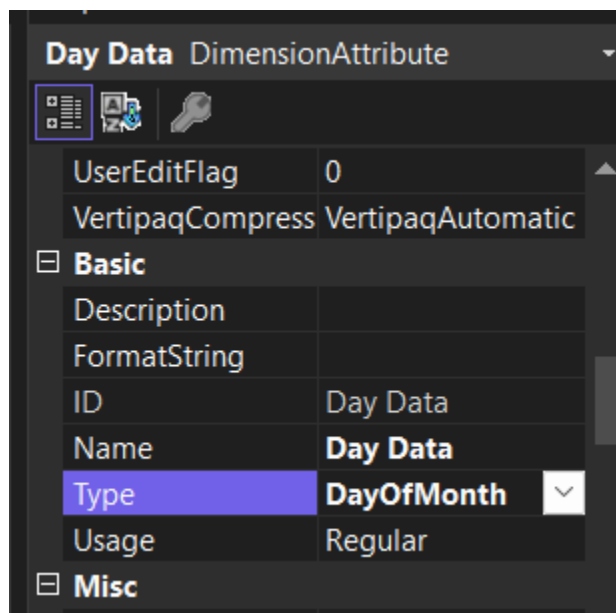 Day Data DimensionAttribute
UserEditFlag 0
VertipaqCompress VertipaqAutomatic
Basic
Description
FormatString
ID Day Data
Name Day Data
Type DayOfMonth
Usage Regular
Misc